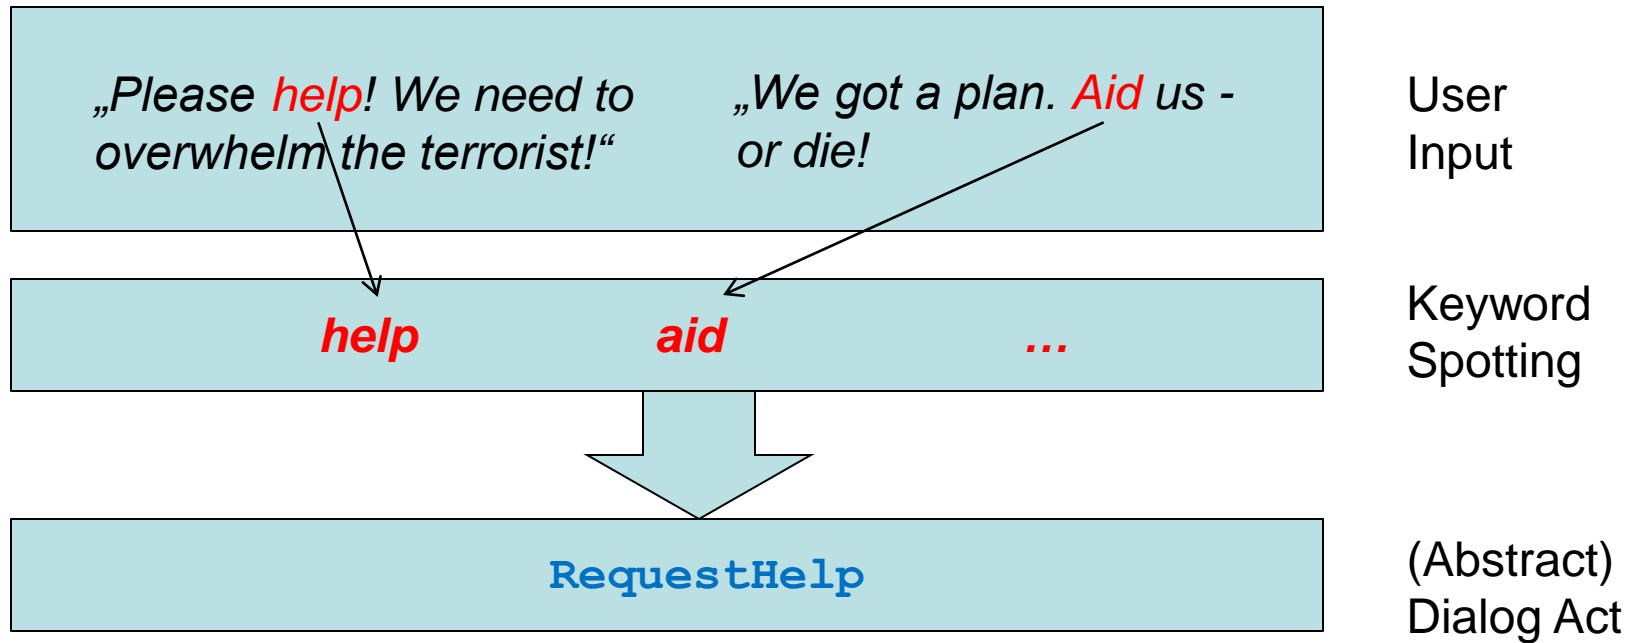 „Please help! We need to
overwhelm the terrorist!“
„We got a plan. Aid us -
or die!
User
Input
help aid …
Keyword
Spotting
RequestHelp
(Abstract)
Dialog Act